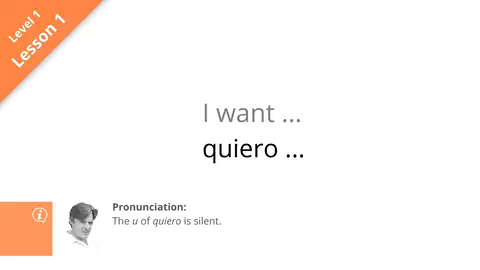 Level 1
Lesson 1
I want ...
quiero ...
Pronunciation:
The u of quiero is silent.